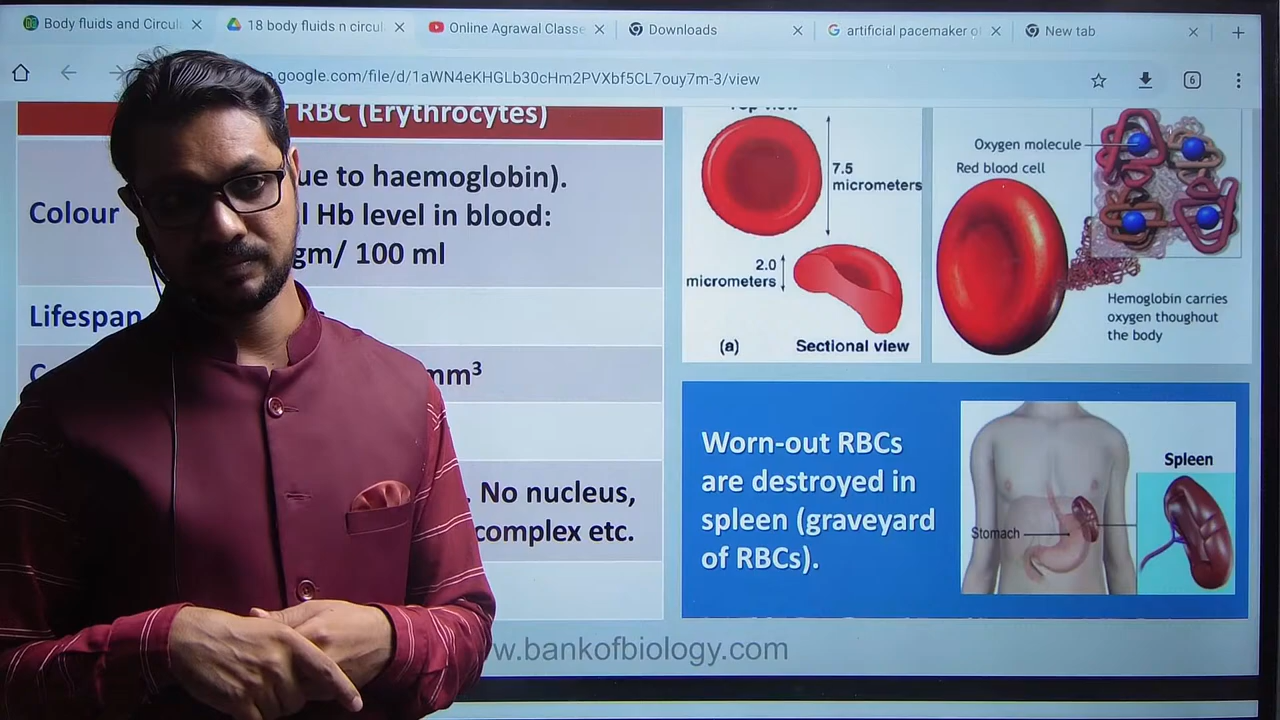 Body fluids and Circul
18 body fluids n circul
Online Agrawal Classe
Downloads
artificial pacemaker o
New tab
google.com/file/d/1aWN4eKHGLb30cHm2PVXbf5CL7ouy7m-3/view
6
RBC (Erythrocytes)
Colour
ue to haemoglobin).
l Hb level in blood:
gm/ 100 ml
Lifespan
mm³
. No nucleus,
complex etc.
Top view
7.5
micrometers
2.0
micrometers
(a)
Sectional view
Oxygen molecule
Red blood cell
Hemoglobin carries
oxygen thoughout
the body
Worn-out RBCs
are destroyed in
spleen (graveyard
of RBCs).
Stomach
Spleen
w.bankofbiology.com